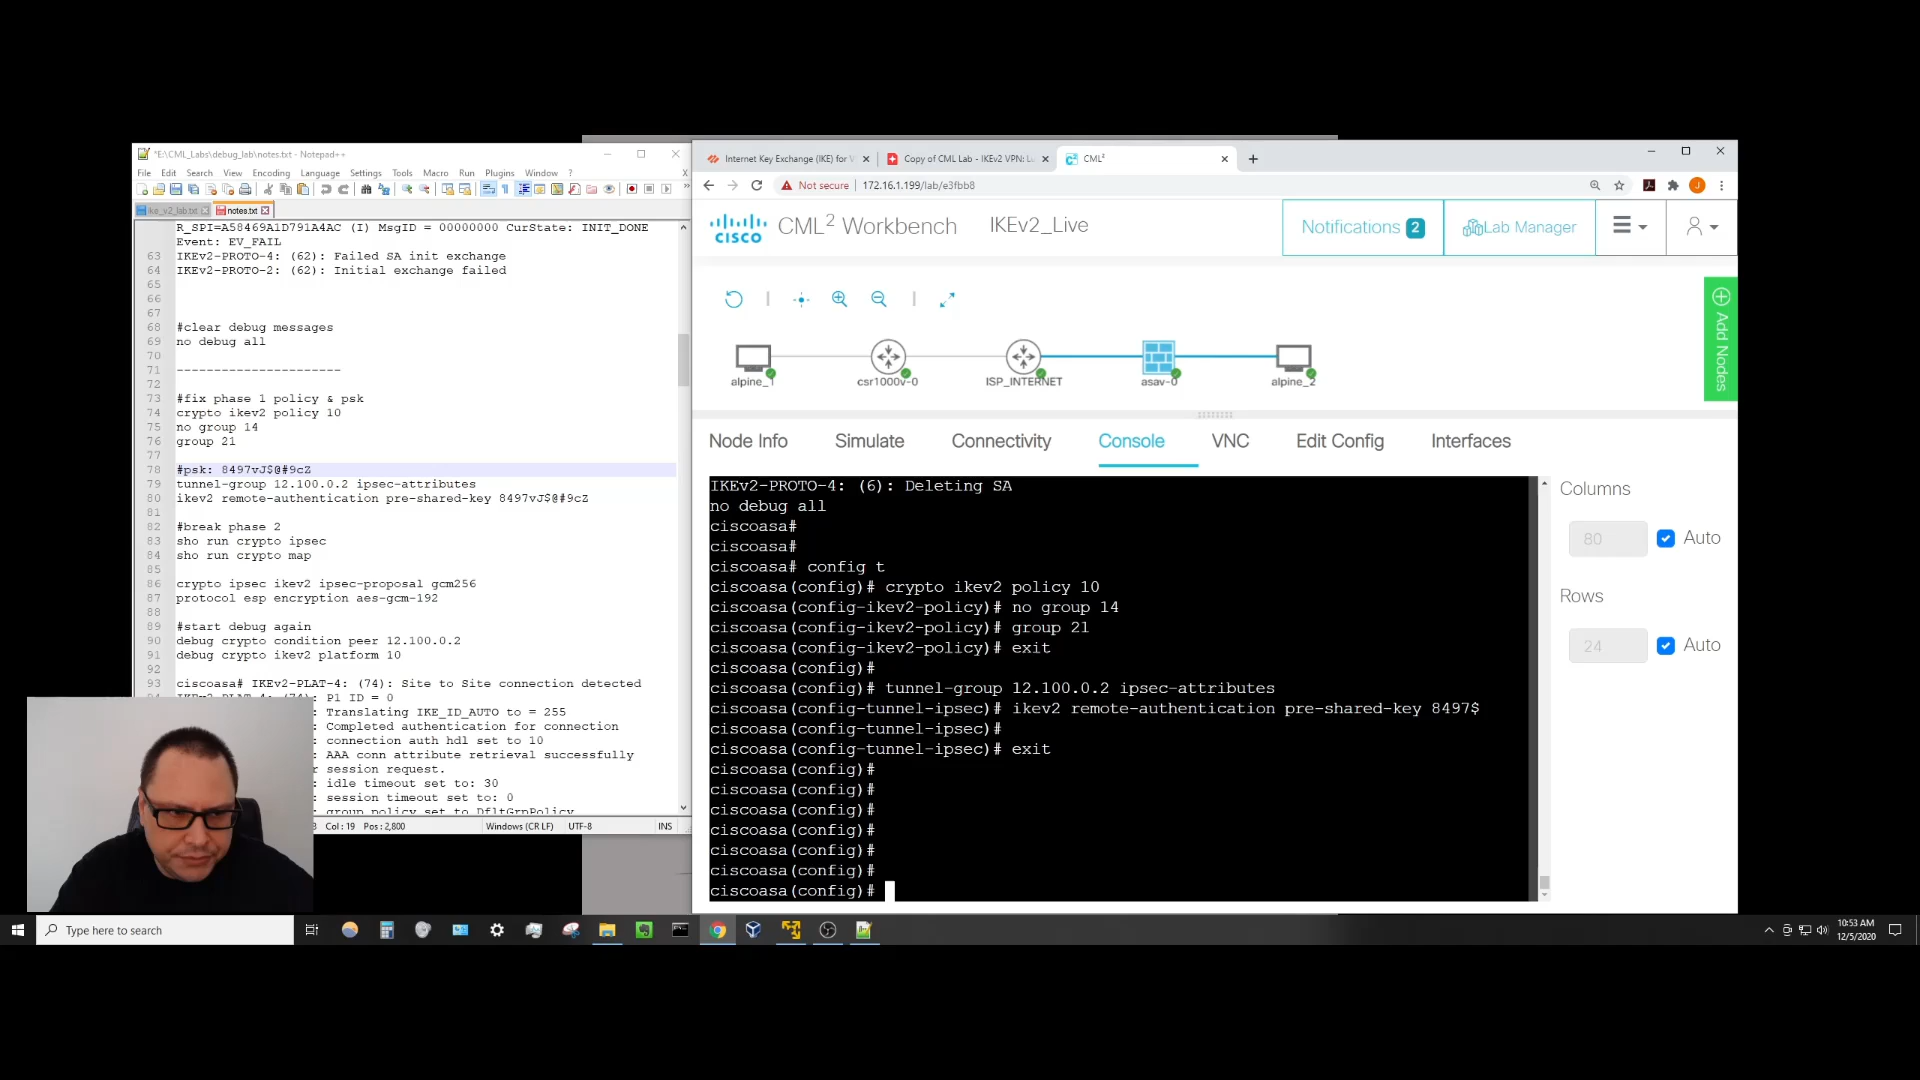 *E:\CML_Labs\debug_lab\notes.txt - Notepad++
File Edit Search View Encoding Language Settings Tools Macro Run Plugins Window ?
X
ike_v2_lab.txt notes.txt
R_SPI=A58469A1D791A4AC (I) MsgID = 00000000 CurState: INIT_DONE
Event: EV_FAIL
63 IKEv2-PROTO-4: (62): Failed SA init exchange
64 IKEv2-PROTO-2: (62): Initial exchange failed
65
66
67
68 #clear debug messages
69 no debug all
70
71 ----------------------
72
73 #fix phase 1 policy & psk
74 crypto ikev2 policy 10
75 no group 14
76 group 21
77
78 #psk: 8497vJ$@#9cZ
79 tunnel-group 12.100.0.2 ipsec-attributes
80 ikev2 remote-authentication pre-shared-key 8497vJ$@#9cZ
81
82 #break phase 2
83 sho run crypto ipsec
84 sho run crypto map
85
86 crypto ipsec ikev2 ipsec-proposal gcm256
87 protocol esp encryption aes-gcm-192
88
89 #start debug again
90 debug crypto condition peer 12.100.0.2
91 debug crypto ikev2 platform 10
92
93 ciscoasa# IKEv2-PLAT-4: (74): Site to Site connection detected
IKEv2-PLAT-4: (74): P1 ID = 0
: Translating IKE_ID_AUTO to = 255
: Completed authentication for connection
: connection auth hdl set to 10
: AAA conn attribute retrieval successfully
r session request.
: idle timeout set to: 30
: session timeout set to: 0
: group policy set to DfltGrpPolicy
Col : 19 Pos : 2,800 Windows (CR LF) UTF-8 INS
Internet Key Exchange (IKE) for V
Copy of CML Lab - IKEv2 VPN: L
CML²
Not secure | 172.16.1.199/lab/e3fbb8
J
CISCO CML² Workbench IKEv2_Live
Notifications 2
Lab Manager
Add Nodes
alpine_1 csr1000v-0 ISP_INTERNET asav-0 alpine_2
Node Info Simulate Connectivity Console VNC Edit Config Interfaces
IKEv2-PROTO-4: (6): Deleting SA
no debug all
ciscoasa#
ciscoasa#
ciscoasa# config t
ciscoasa(config)# crypto ikev2 policy 10
ciscoasa(config-ikev2-policy)# no group 14
ciscoasa(config-ikev2-policy)# group 21
ciscoasa(config-ikev2-policy)# exit
ciscoasa(config)#
ciscoasa(config)# tunnel-group 12.100.0.2 ipsec-attributes
ciscoasa(config-tunnel-ipsec)# ikev2 remote-authentication pre-shared-key 8497$
ciscoasa(config-tunnel-ipsec)#
ciscoasa(config-tunnel-ipsec)# exit
ciscoasa(config)#
ciscoasa(config)#
ciscoasa(config)#
ciscoasa(config)#
ciscoasa(config)#
ciscoasa(config)#
ciscoasa(config)#
Columns
80 Auto
Rows
24 Auto
Type here to search
10:53 AM
12/5/2020